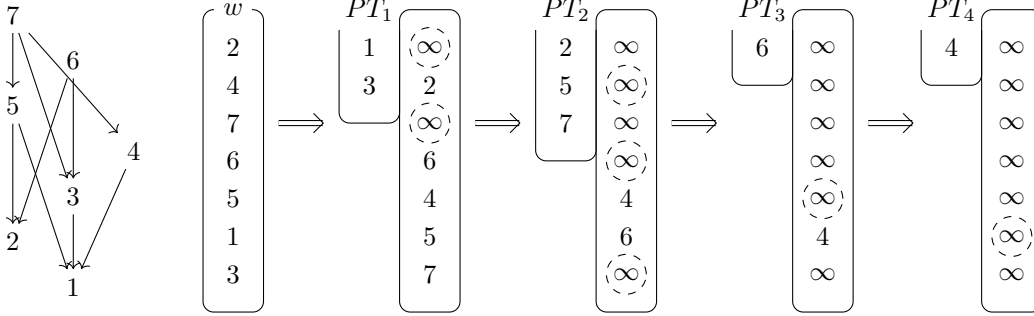 7
6
5
4
3
2
1
w PT₁ PT₂ PT₃ PT₄
2 1 ∞ 2 ∞ 6 ∞ 4 ∞
4 3 2 5 ∞ ∞ ∞
7 ⟹ ∞ ⟹ 7 ∞ ⟹ ∞ ⟹ ∞
6 6 ∞ ∞ ∞
5 4 4 ∞ ∞
1 5 6 4 ∞
3 7 ∞ ∞ ∞